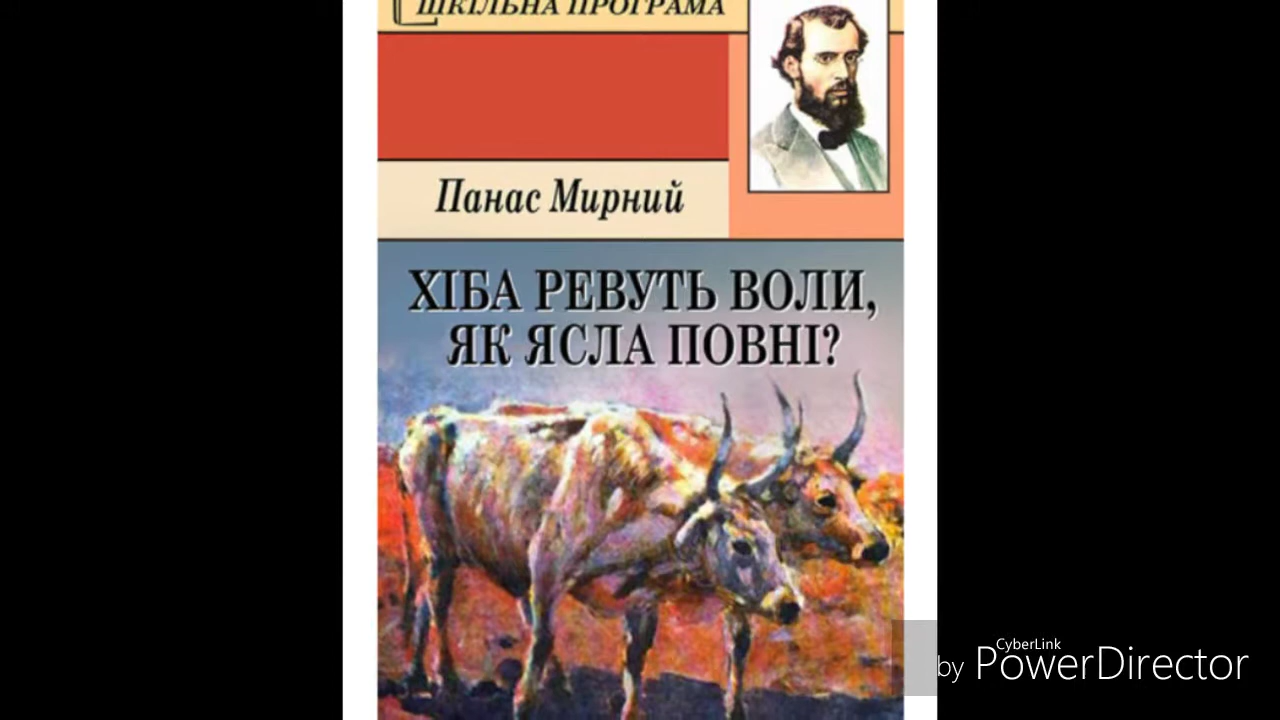 ШКІЛЬНА ПРОГРАМА
Панас Мирний
ХІБА РЕВУТЬ ВОЛИ,
ЯК ЯСЛА ПОВНІ?
CyberLink
by PowerDirector